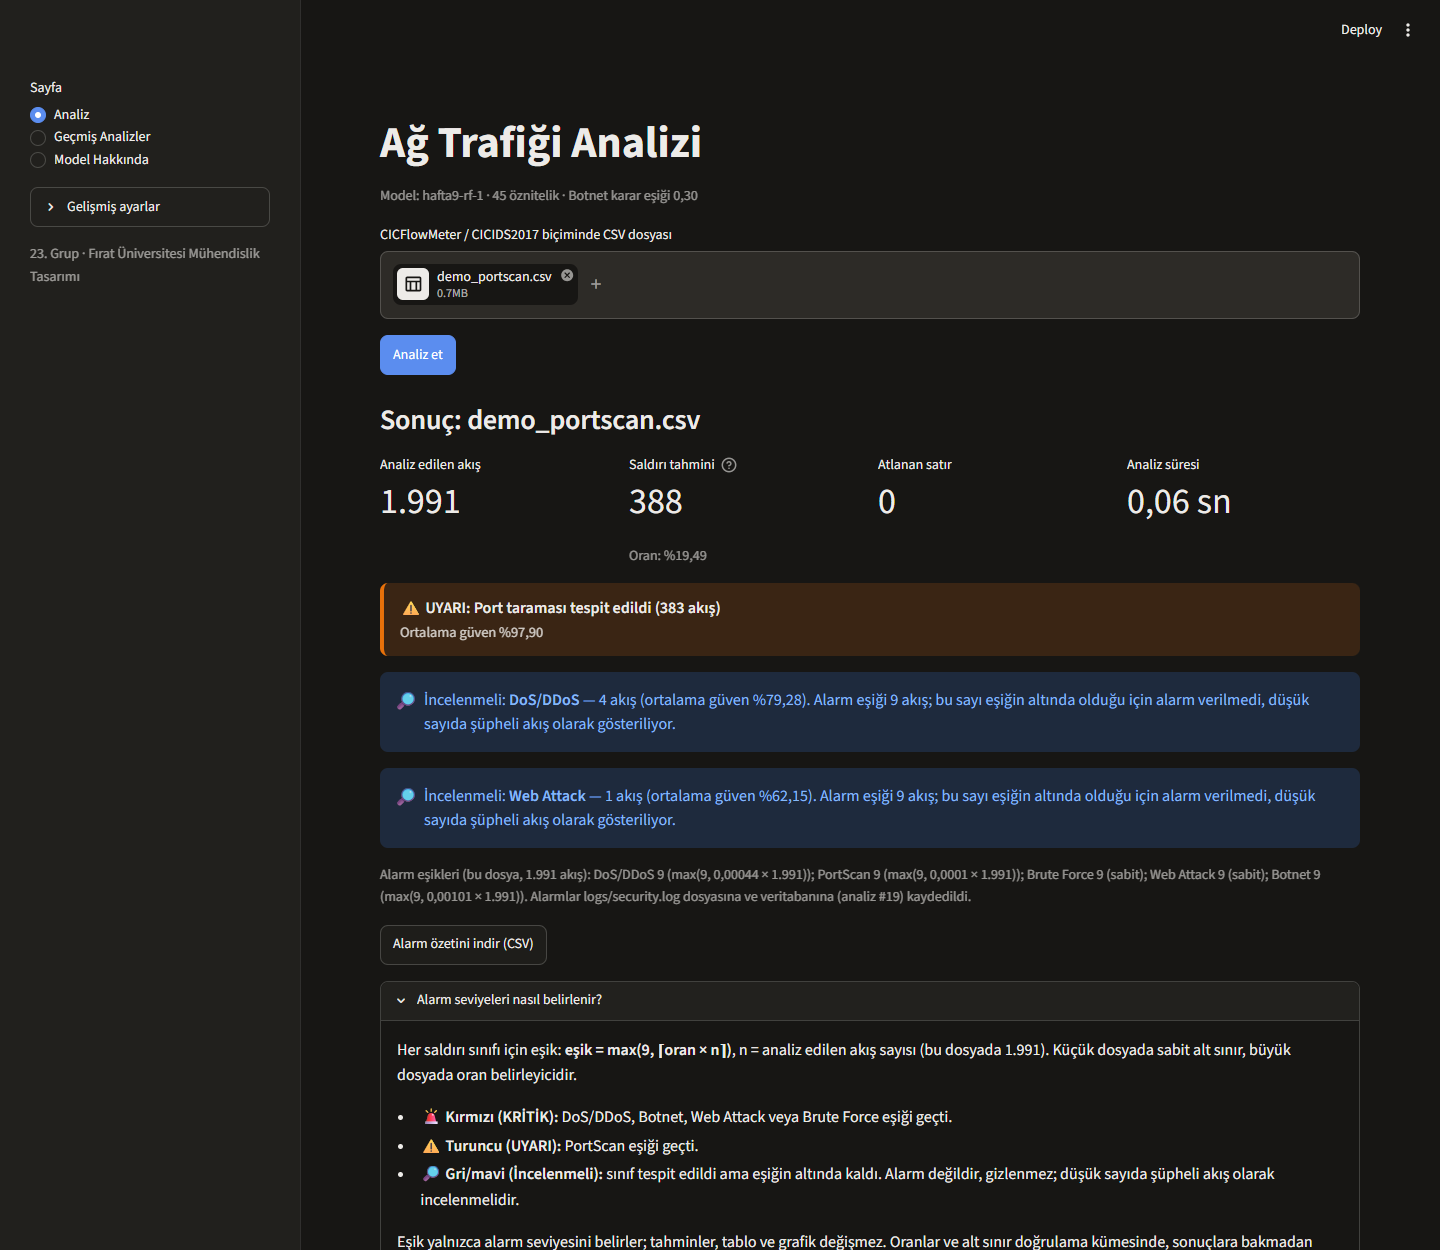 Deploy
Sayfa
Analiz
Geçmiş Analizler
Model Hakkında
Gelişmiş ayarlar
23. Grup · Fırat Üniversitesi Mühendislik
Tasarımı
Ağ Trafiği Analizi
Model: hafta9-rf-1 · 45 öznitelik · Botnet karar eşiği 0,30
CICFlowMeter / CICIDS2017 biçiminde CSV dosyası
demo_portscan.csv
0.7MB
Analiz et
Sonuç: demo_portscan.csv
Analiz edilen akış
1.991
Saldırı tahmini
388
Oran: %19,49
Atlanan satır
0
Analiz süresi
0,06 sn
UYARI: Port taraması tespit edildi (383 akış)
Ortalama güven %97,90
İncelenmeli: DoS/DDoS — 4 akış (ortalama güven %79,28). Alarm eşiği 9 akış; bu sayı eşiğin altında olduğu için alarm verilmedi, düşük
sayıda şüpheli akış olarak gösteriliyor.
İncelenmeli: Web Attack — 1 akış (ortalama güven %62,15). Alarm eşiği 9 akış; bu sayı eşiğin altında olduğu için alarm verilmedi, düşük
sayıda şüpheli akış olarak gösteriliyor.
Alarm eşikleri (bu dosya, 1.991 akış): DoS/DDoS 9 (max(9, 0,00044 × 1.991)); PortScan 9 (max(9, 0,0001 × 1.991)); Brute Force 9 (sabit); Web Attack 9 (sabit); Botnet 9
(max(9, 0,00101 × 1.991)). Alarmlar logs/security.log dosyasına ve veritabanına (analiz #19) kaydedildi.
Alarm özetini indir (CSV)
Alarm seviyeleri nasıl belirlenir?
Her saldırı sınıfı için eşik: eşik = max(9, ⌈oran × n⌉), n = analiz edilen akış sayısı (bu dosyada 1.991). Küçük dosyada sabit alt sınır, büyük
dosyada oran belirleyicidir.
• Kırmızı (KRİTİK): DoS/DDoS, Botnet, Web Attack veya Brute Force eşiği geçti.
• Turuncu (UYARI): PortScan eşiği geçti.
• Gri/mavi (İncelenmeli): sınıf tespit edildi ama eşiğin altında kaldı. Alarm değildir, gizlenmez; düşük sayıda şüpheli akış olarak
incelenmelidir.
Eşik yalnızca alarm seviyesini belirler; tahminler, tablo ve grafik değişmez. Oranlar ve alt sınır doğrulama kümesinde, sonuçlara bakmadan